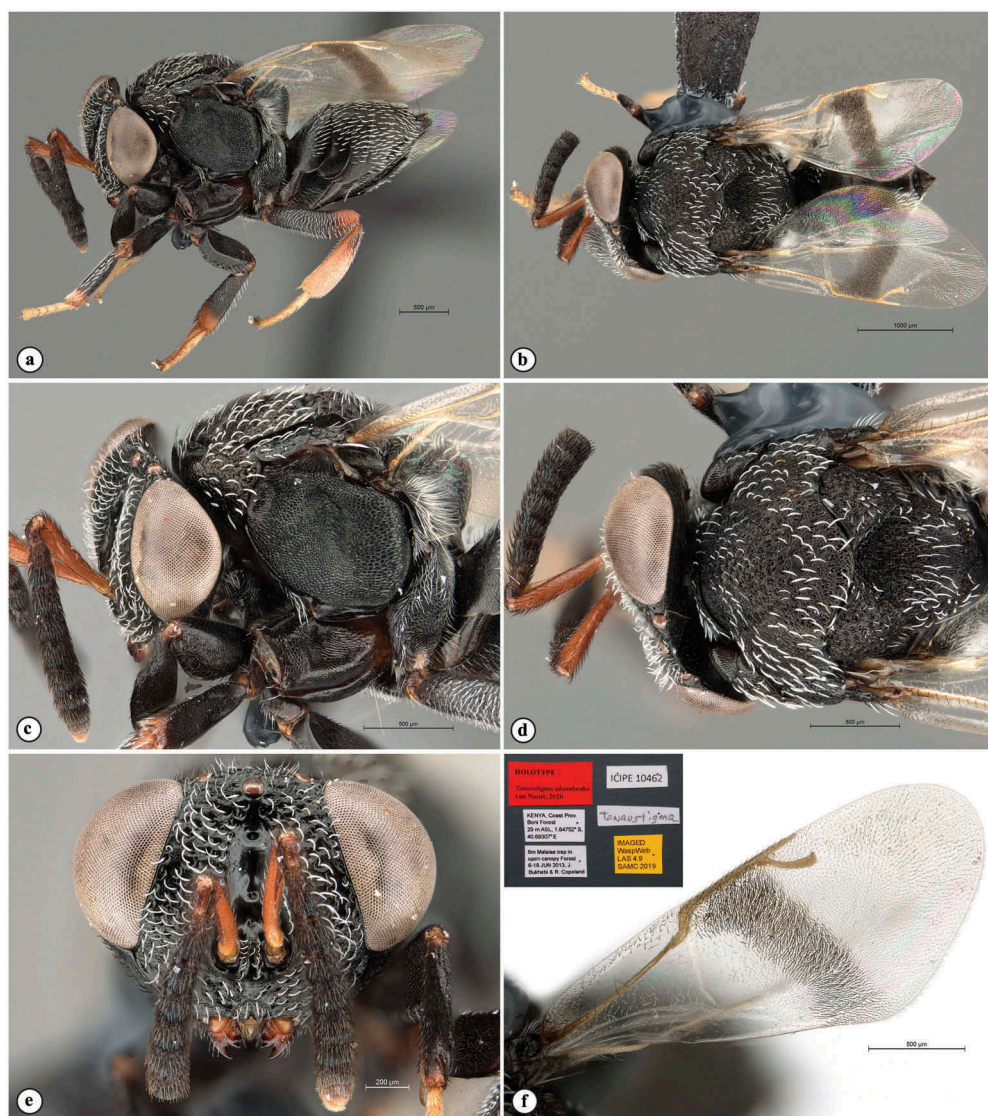 500 µm
a
1000 µm
b
500 µm
c
500 µm
d
200 µm
e
HOLOTYPE
van Noort, 2020
ICIPE 10462
KENYA, Coast Prov.
Boni Forest
29 m ASL, 1.64752° S,
40.69307° E
Tanaostigma
6m Malaise trap in
open canopy Forest
6-18 JUN 2013, J.
Bukhebi & R. Copeland
IMAGED
WaspWeb
LAS 4.9
SAMC 2019
500 µm
f